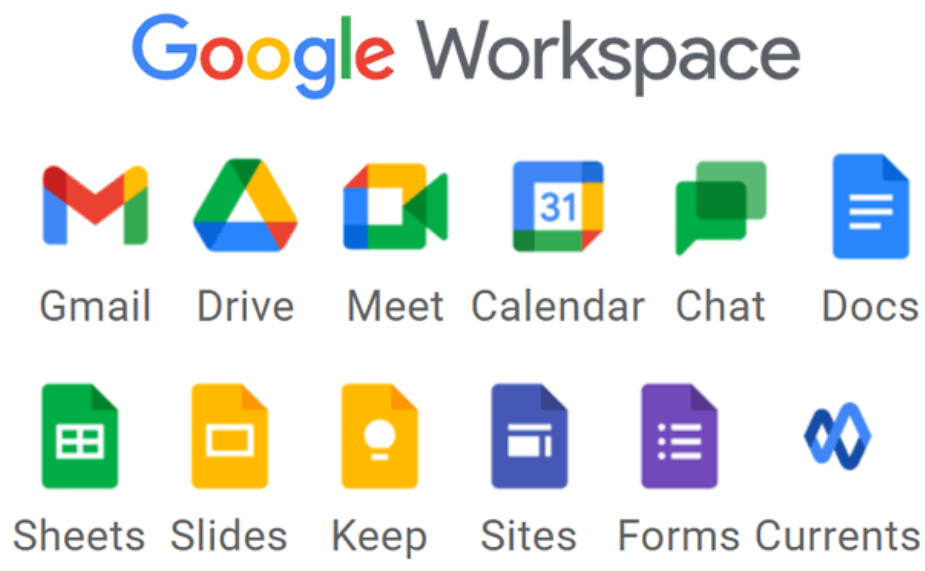 Google Workspace
31
Gmail Drive Meet Calendar Chat Docs
Sheets Slides Keep Sites Forms Currents